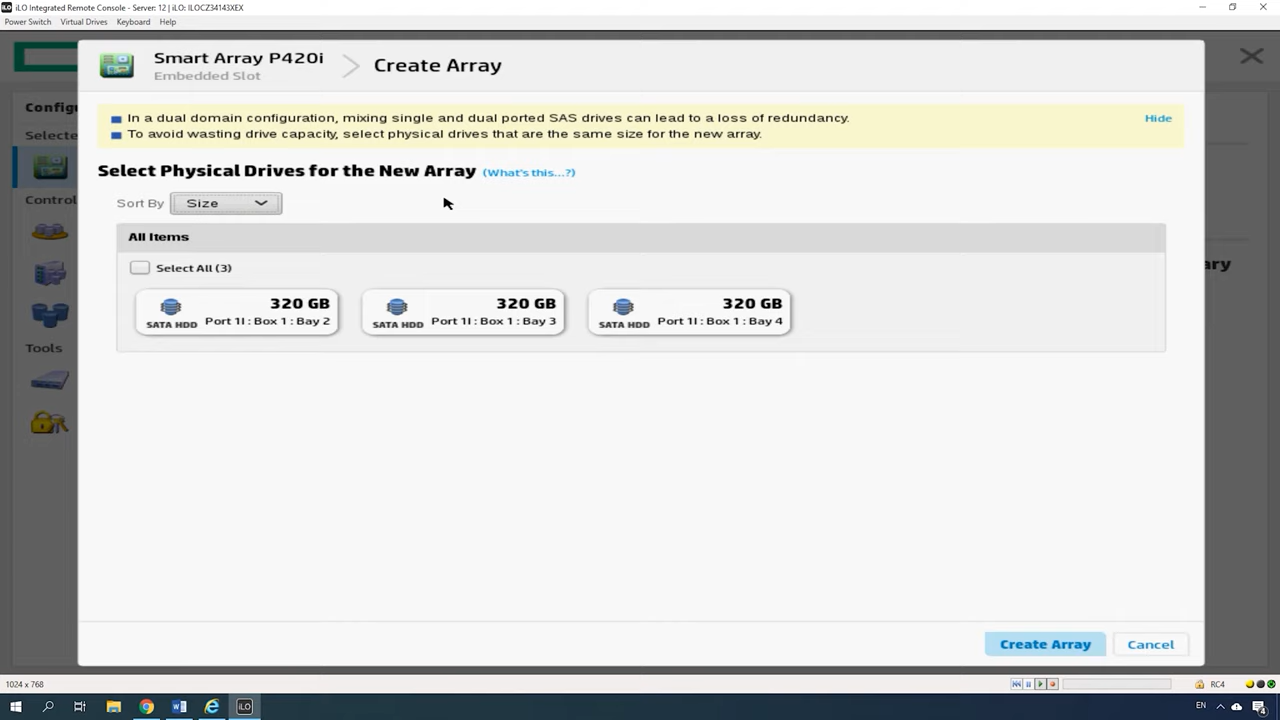 iLO Integrated Remote Console - Server: 12 | iLO: ILOCZ34143XEX
Power Switch Virtual Drives Keyboard Help
Smart Array P420i
Embedded Slot
Create Array
In a dual domain configuration, mixing single and dual ported SAS drives can lead to a loss of redundancy.
Hide
To avoid wasting drive capacity, select physical drives that are the same size for the new array.
Configu
Selecte
Select Physical Drives for the New Array (What's this...?)
Control
Sort By Size
All Items
ary
Select All (3)
320 GB 320 GB 320 GB
SATA HDD Port 1I : Box 1 : Bay 2 SATA HDD Port 1I : Box 1 : Bay 3 SATA HDD Port 1I : Box 1 : Bay 4
Tools
Create Array Cancel
1024 x 768 RC4
iLO EN 4